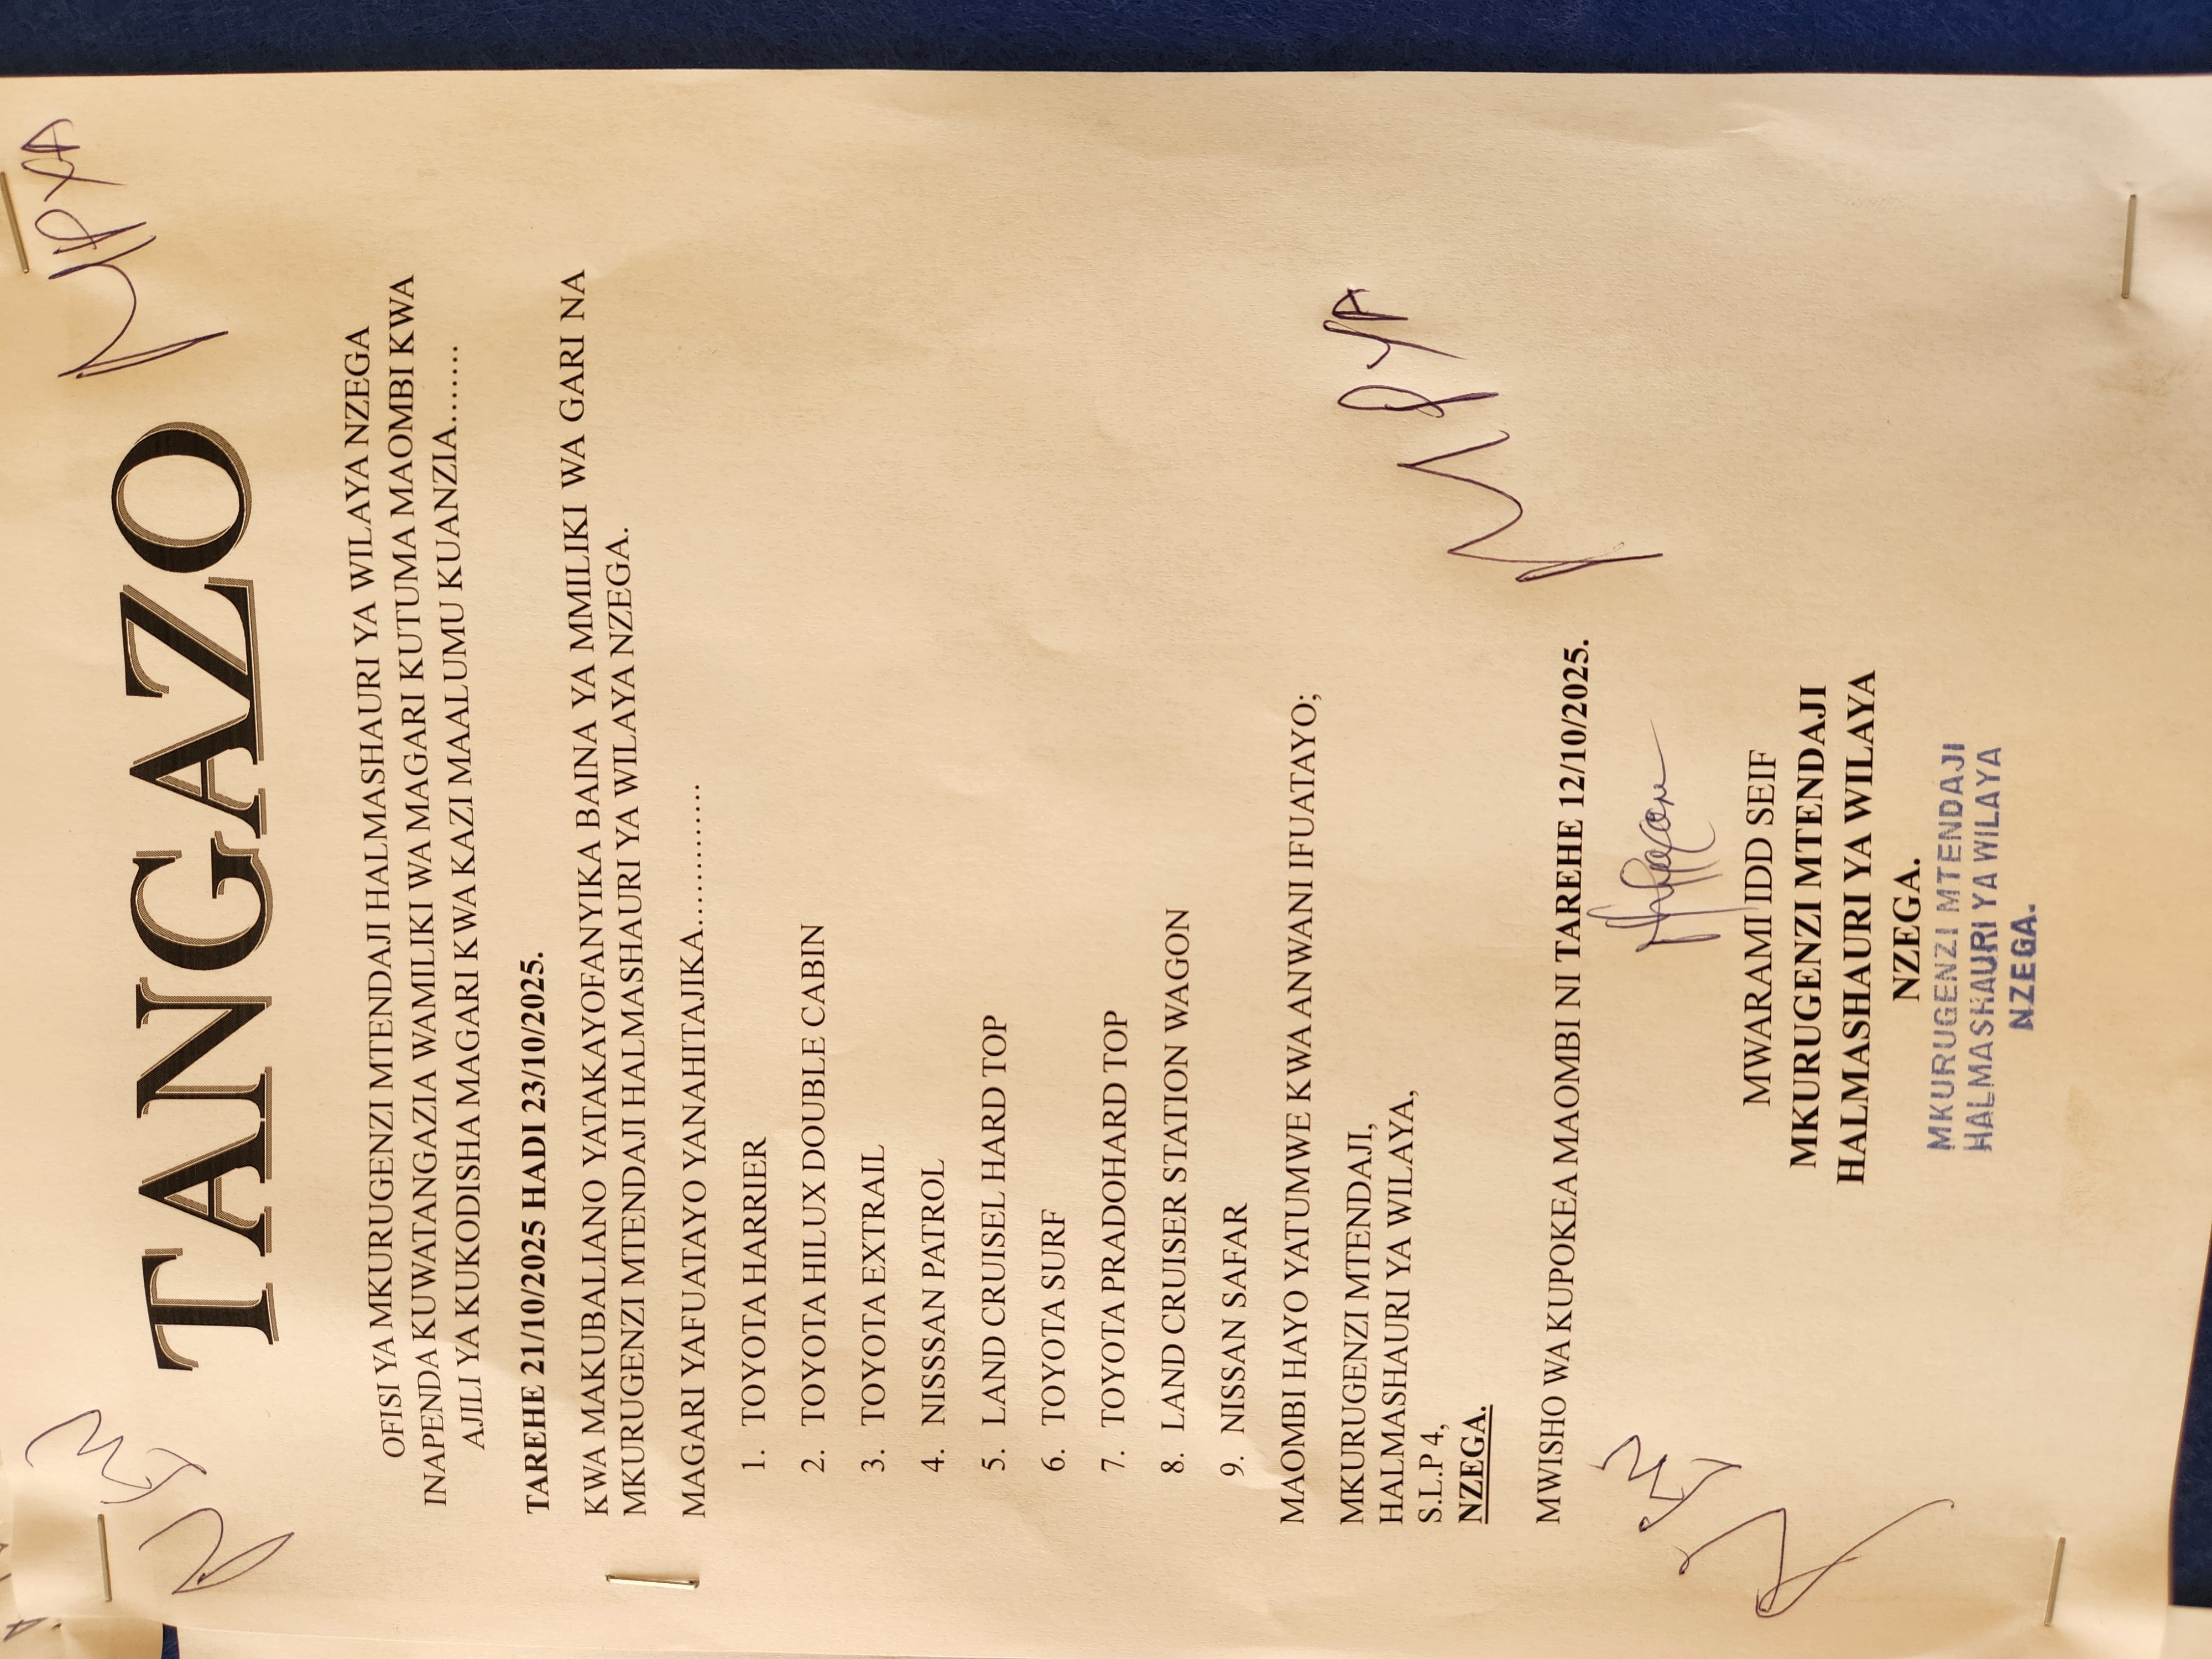 TANGAZO
OFISI YA MKURUGENZI MTENDAJI HALMASHAURI YA WILAYA NZEGA
INAPENDA KUWATANGAZIA WAMILIKI WA MAGARI KUTUMA MAOMBI KWA
AJILI YA KUKODISHA MAGARI KWA KAZI MAALUMU KUANZIA.......
TAREHE 21/10/2025 HADI 23/10/2025.
KWA MAKUBALIANO YATAKAYOFANYIKA BAINA YA MMILIKI WA GARI NA
MKURUGENZI MTENDAJI HALMASHAURI YA WILAYA NZEGA.
MAGARI YAFUATAYO YANAHITAJIKA..............
1. TOYOTA HARRIER
2. TOYOTA HILUX DOUBLE CABIN
3. TOYOTA EXTRAIL
4. NISSSAN PATROL
5. LAND CRUISEL HARD TOP
6. TOYOTA SURF
7. TOYOTA PRADOHARD TOP
8. LAND CRUISER STATION WAGON
9. NISSAN SAFAR
MAOMBI HAYO YATUMWE KWA ANWANI IFUATAYO;
MKURUGENZI MTENDAJI,
HALMASHAURI YA WILAYA,
S.L.P 4,
NZEGA.
MWISHO WA KUPOKEA MAOMBI NI TAREHE 12/10/2025.
MWARAMI IDD SEIF
MKURUGENZI MTENDAJI
HALMASHAURI YA WILAYA
NZEGA.
MKURUGENZI MTENDAJI
HALMASHAURI YA WILAYA
NZEGA.